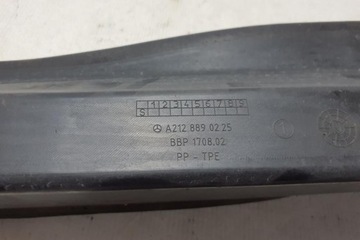 1 2 3 4 5 6 7 8 9
S
A212 889 02 25
BBP 1708.02
PP - TPE